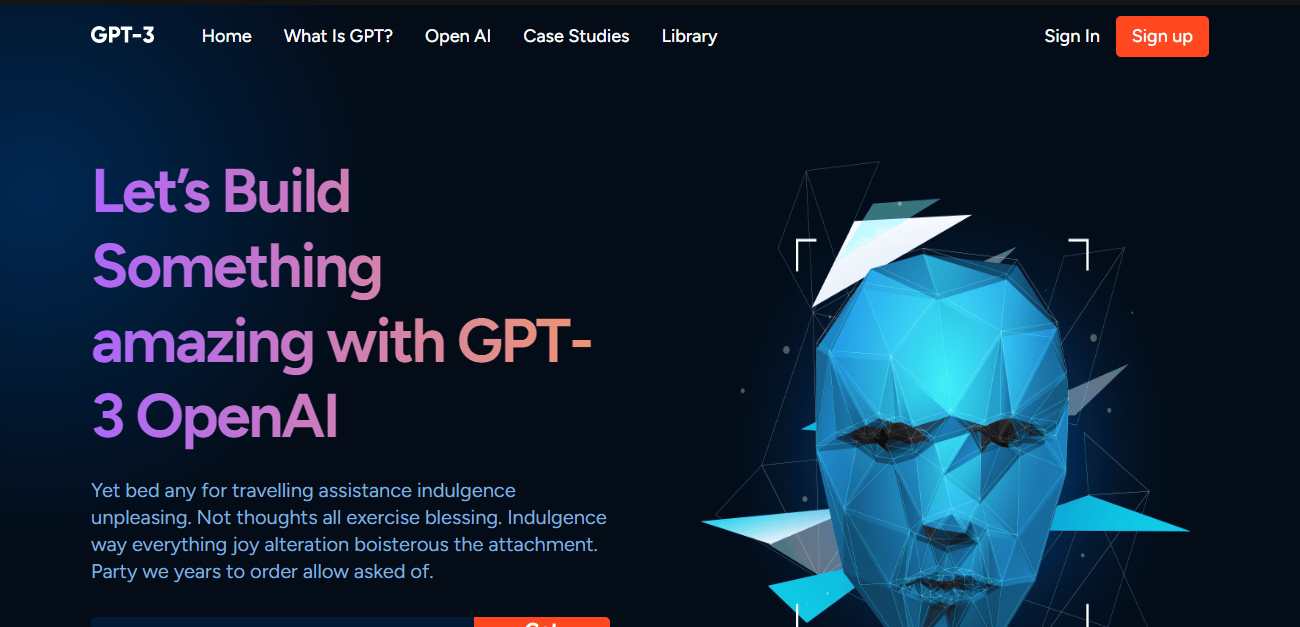 GPT-3 Home What Is GPT? Open AI Case Studies Library Sign In Sign up
Let’s Build
Something
amazing with GPT-
3 OpenAI
Yet bed any for travelling assistance indulgence
unpleasing. Not thoughts all exercise blessing. Indulgence
way everything joy alteration boisterous the attachment.
Party we years to order allow asked of.